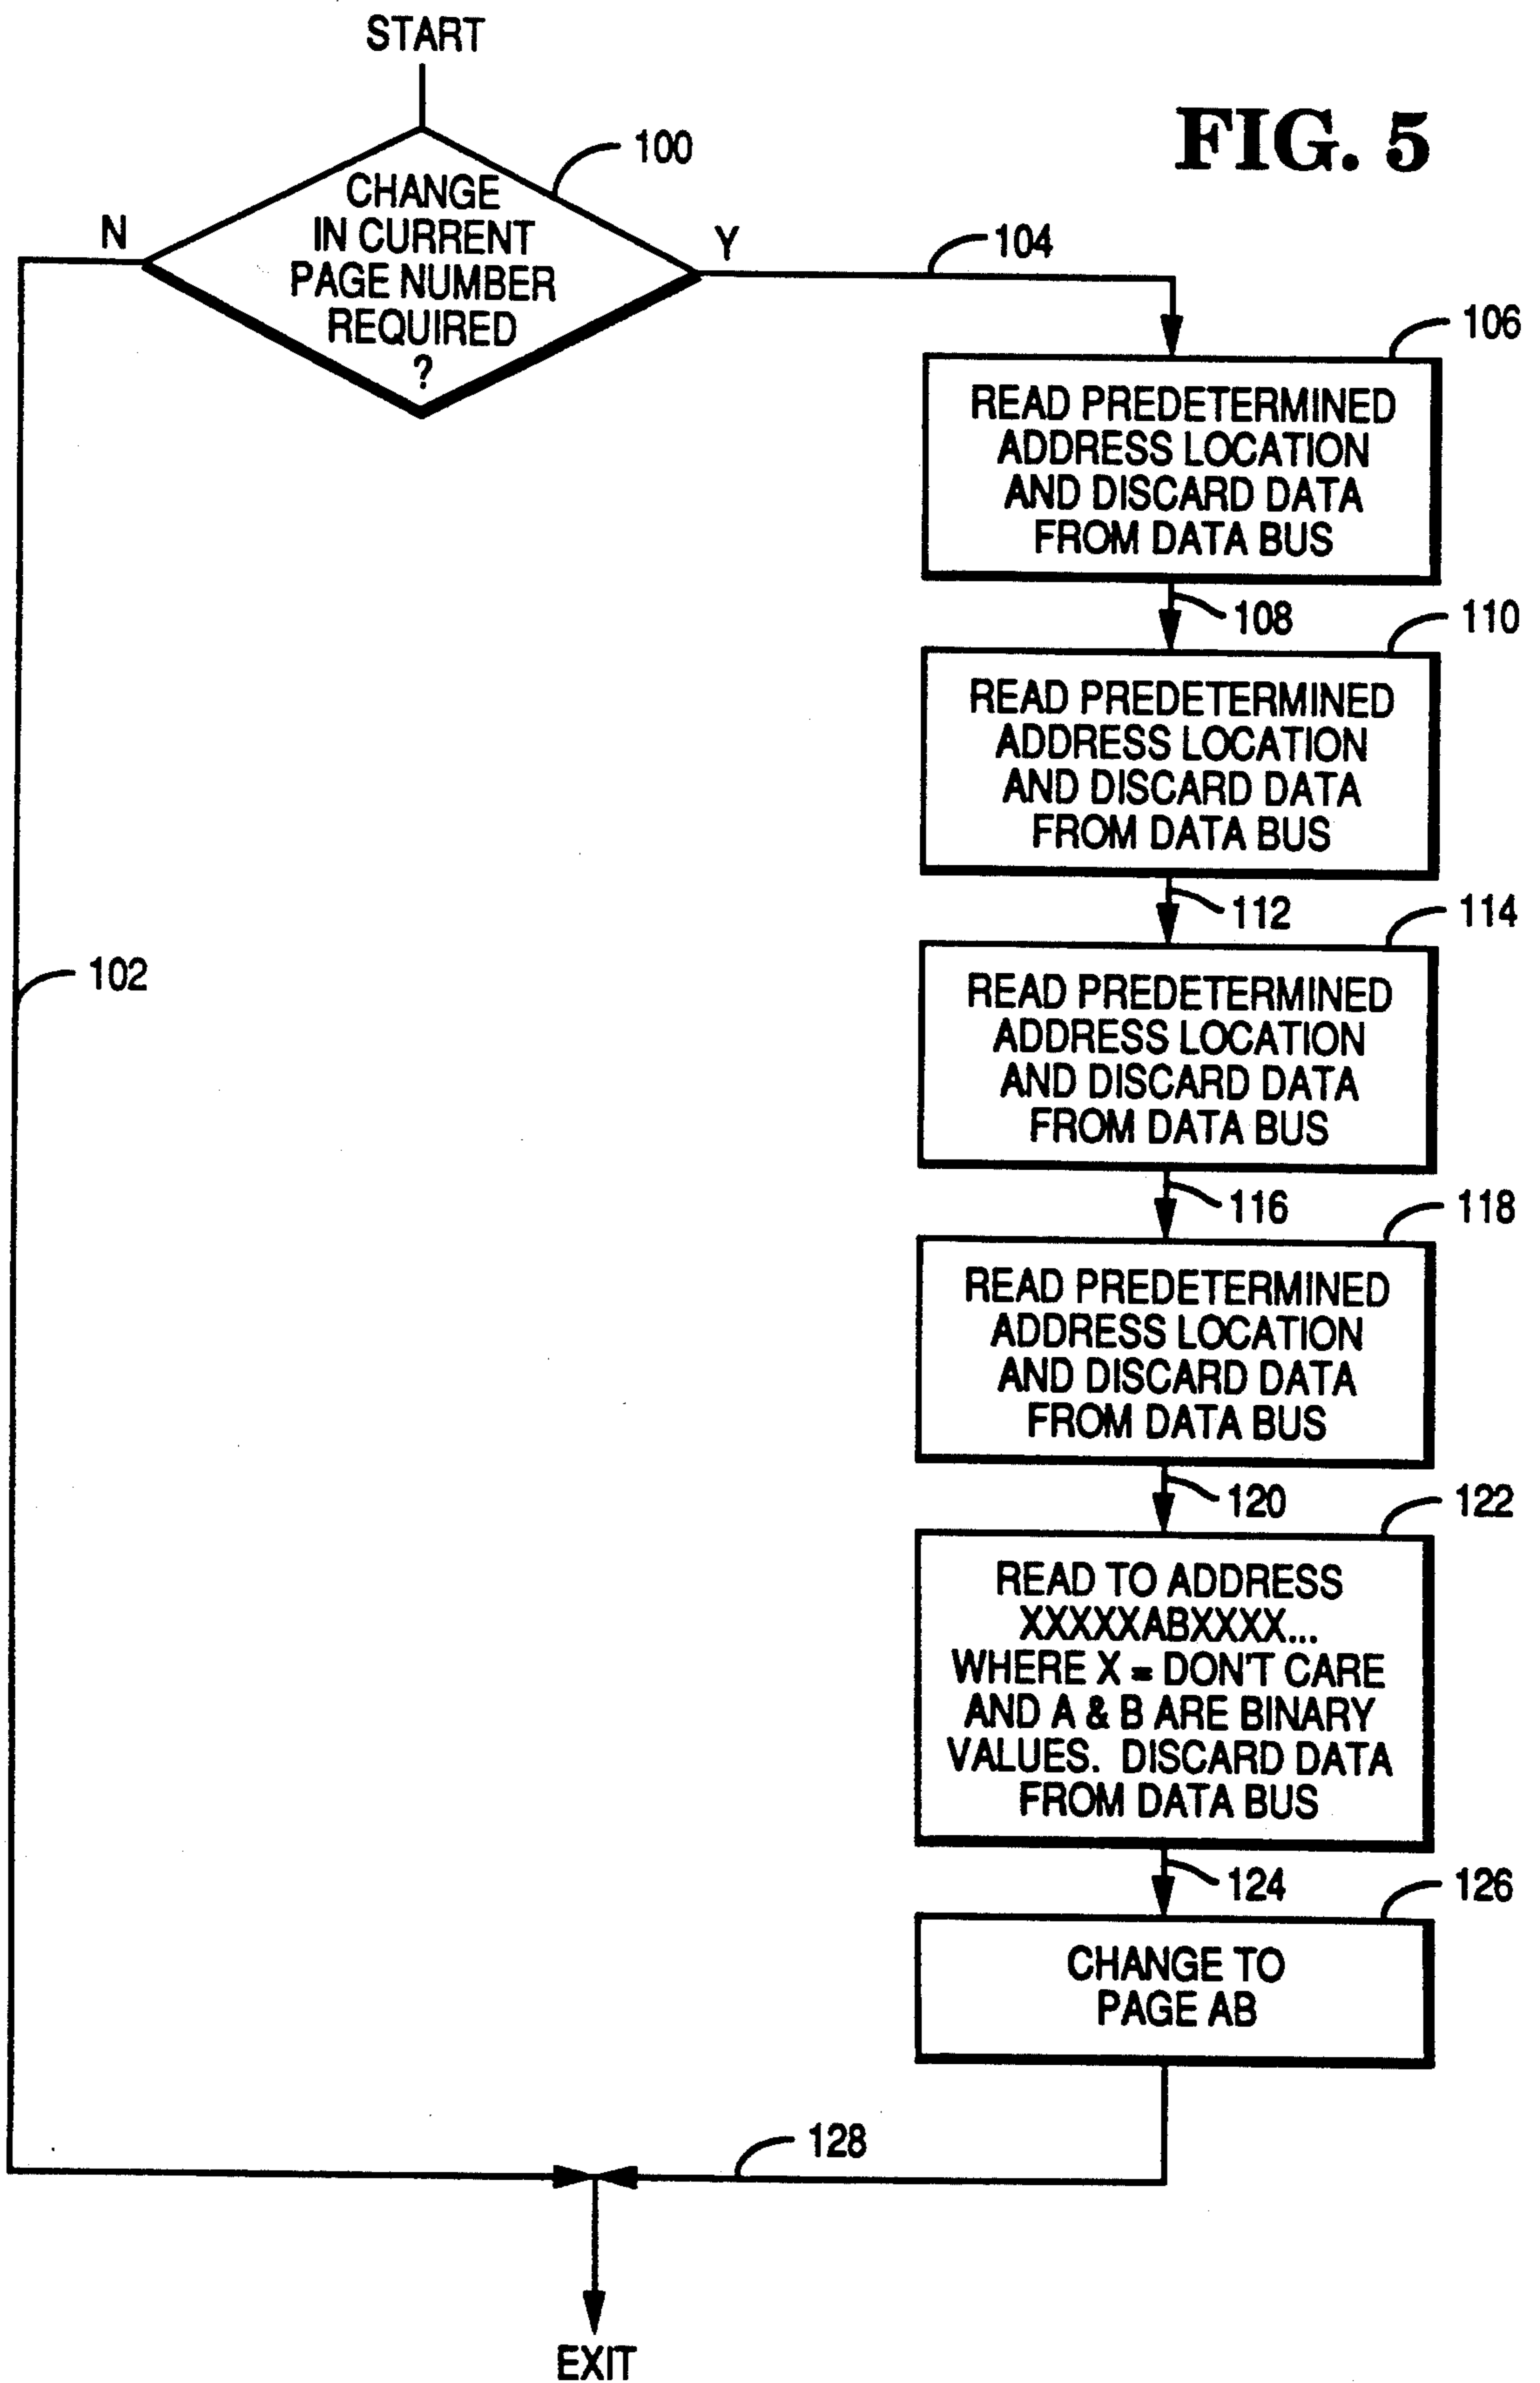 START
FIG. 5
100
CHANGE
IN CURRENT
PAGE NUMBER
REQUIRED
?
N
Y
104
106
READ PREDETERMINED
ADDRESS LOCATION
AND DISCARD DATA
FROM DATA BUS
108
110
READ PREDETERMINED
ADDRESS LOCATION
AND DISCARD DATA
FROM DATA BUS
112
114
102
READ PREDETERMINED
ADDRESS LOCATION
AND DISCARD DATA
FROM DATA BUS
116
118
READ PREDETERMINED
ADDRESS LOCATION
AND DISCARD DATA
FROM DATA BUS
120
122
READ TO ADDRESS
XXXXXABXXXX...
WHERE X = DON'T CARE
AND A & B ARE BINARY
VALUES. DISCARD DATA
FROM DATA BUS
124
126
CHANGE TO
PAGE AB
128
EXIT